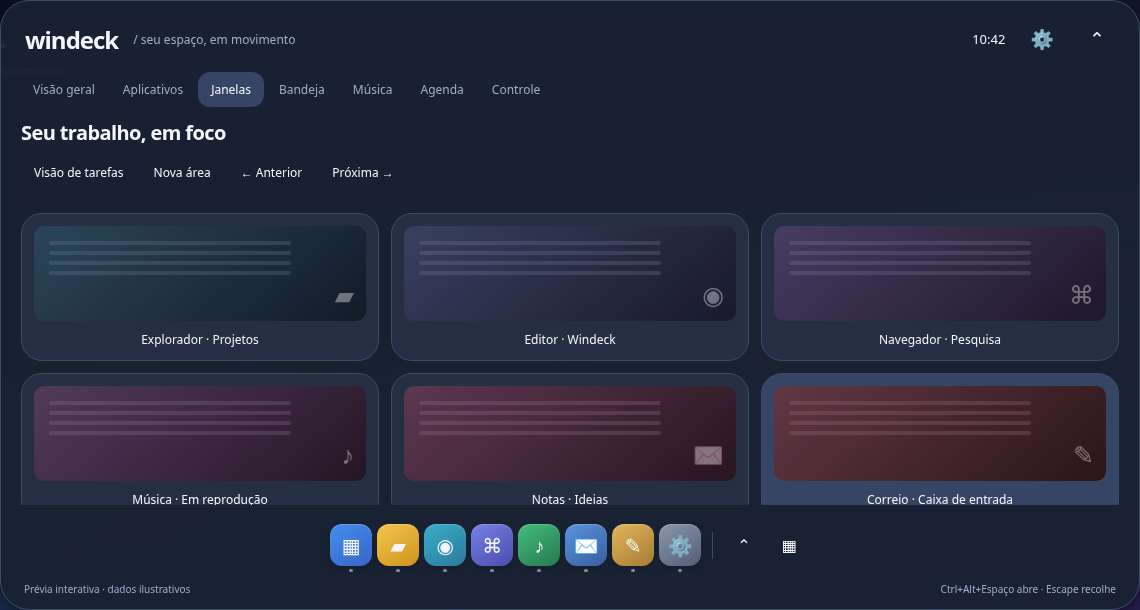 windeck / seu espaço, em movimento 10:42
Visão geral Aplicativos Janelas Bandeja Música Agenda Controle
Seu trabalho, em foco
Visão de tarefas Nova área ← Anterior Próxima →
Explorador · Projetos Editor · Windeck Navegador · Pesquisa
Música · Em reprodução Notas · Ideias Correio · Caixa de entrada
Prévia interativa · dados ilustrativos Ctrl+Alt+Espaço abre · Escape recolhe